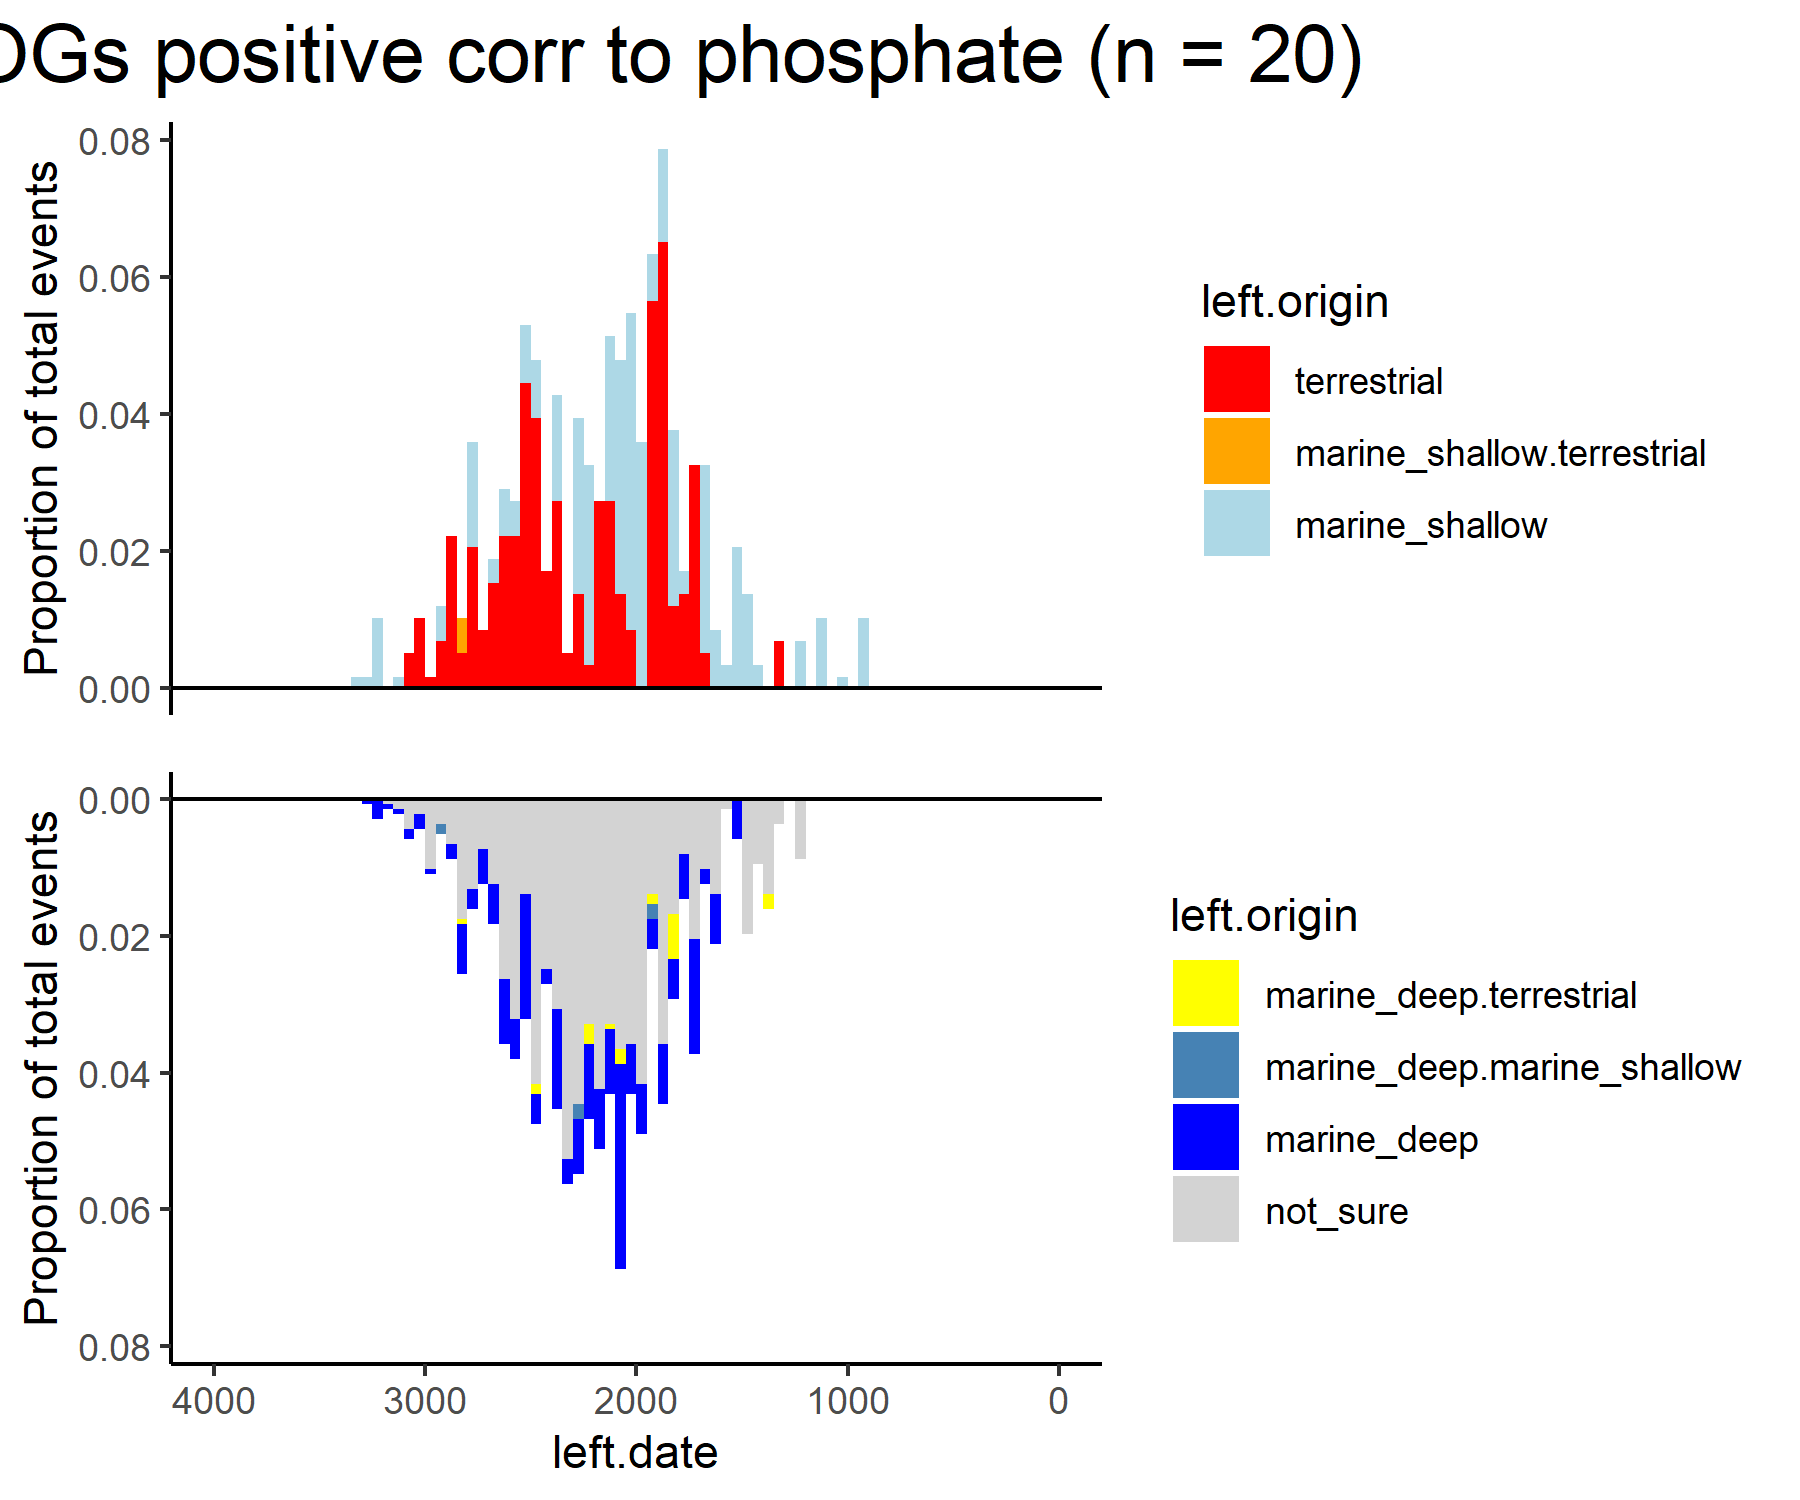 positive corr to phosphate (n = 20)
0.08
0.06
0.04
0.02
0.00
Proportion of total events
left.origin
terrestrial
marine_shallow.terrestrial
marine_shallow
0.00
0.02
0.04
0.06
0.08
Proportion of total events
left.origin
marine_deep.terrestrial
marine_deep.marine_shallow
marine_deep
not_sure
4000 3000 2000 1000 0
left.date